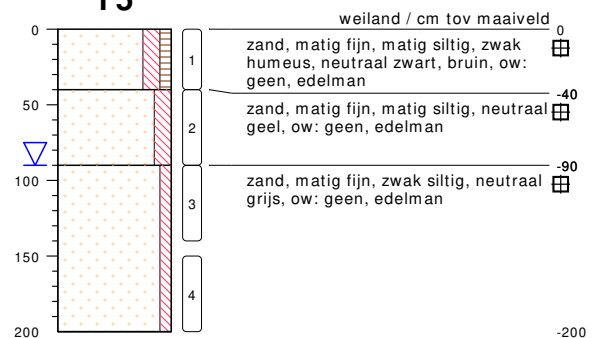 weiland / cm tov maaiveld
0
0
zand, matig fijn, matig siltig, zwak
humeus, neutraal zwart, bruin, ow:
geen, edelman
1
-40
50
zand, matig fijn, matig siltig, neutraal
geel, ow: geen, edelman
2
-90
100
zand, matig fijn, zwak siltig, neutraal
grijs, ow: geen, edelman
3
150
4
200
-200